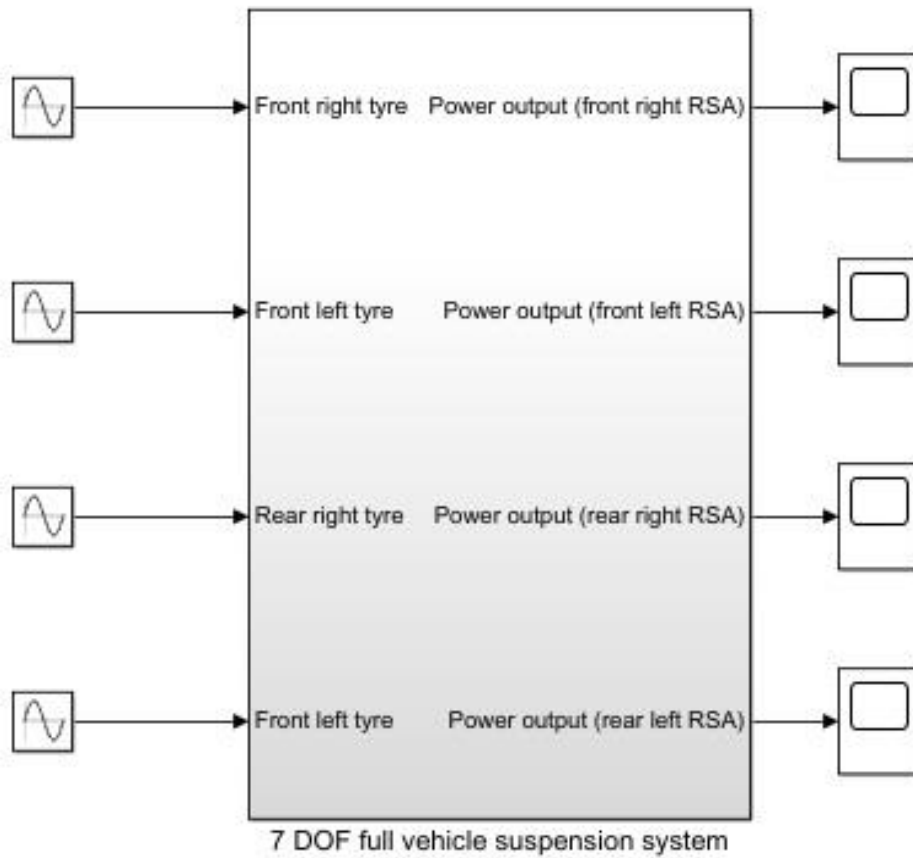 Front right tyre Power output (front right RSA)
Front left tyre Power output (front left RSA)
Rear right tyre Power output (rear right RSA)
Front left tyre Power output (rear left RSA)
7 DOF full vehicle suspension system